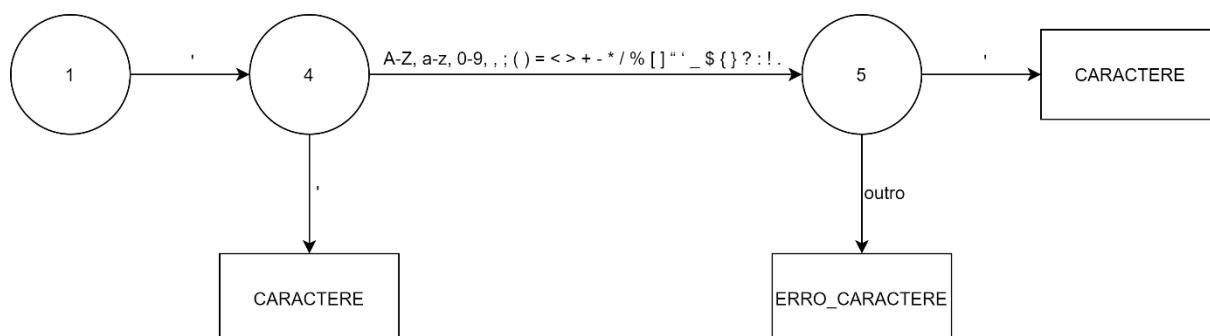 '
A-Z, a-z, 0-9, , ; ( ) = < > + - * / % [ ] “ ‘ _ $ { } ? : ! .
'
1
4
5
CARACTERE
'
outro
CARACTERE
ERRO_CARACTERE